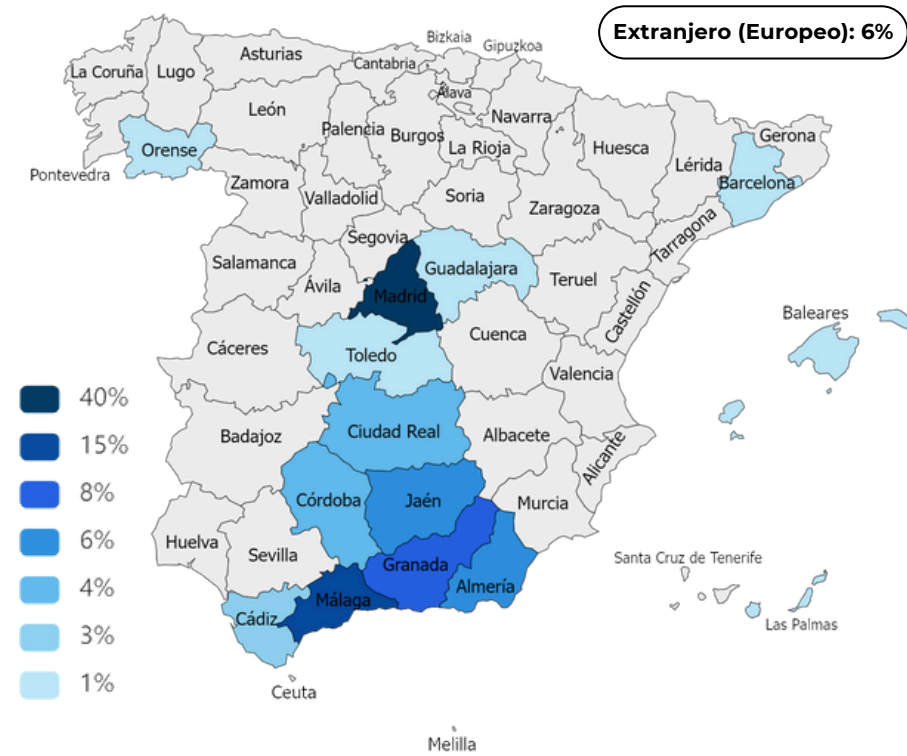 Extranjero (Europeo): 6%
Bizkaia
Gipuzkoa
Asturias
Cantabria
La Coruña
Lugo
Álava
León
Navarra
Palencia
Burgos
Gerona
La Rioja
Huesca
Orense
Lérida
Pontevedra
Zamora
Barcelona
Valladolid
Soria
Zaragoza
Tarragona
Segovia
Salamanca
Guadalajara
Teruel
Ávila
Madrid
Castellón
Baleares
Cuenca
Cáceres
Toledo
Valencia
40%
15%
Badajoz
Ciudad Real
Albacete
Alicante
8%
Córdoba
Jaén
Murcia
6%
Huelva
Sevilla
Granada
Santa Cruz de Tenerife
4%
Almería
Málaga
Cádiz
Las Palmas
3%
1%
Ceuta
Melilla